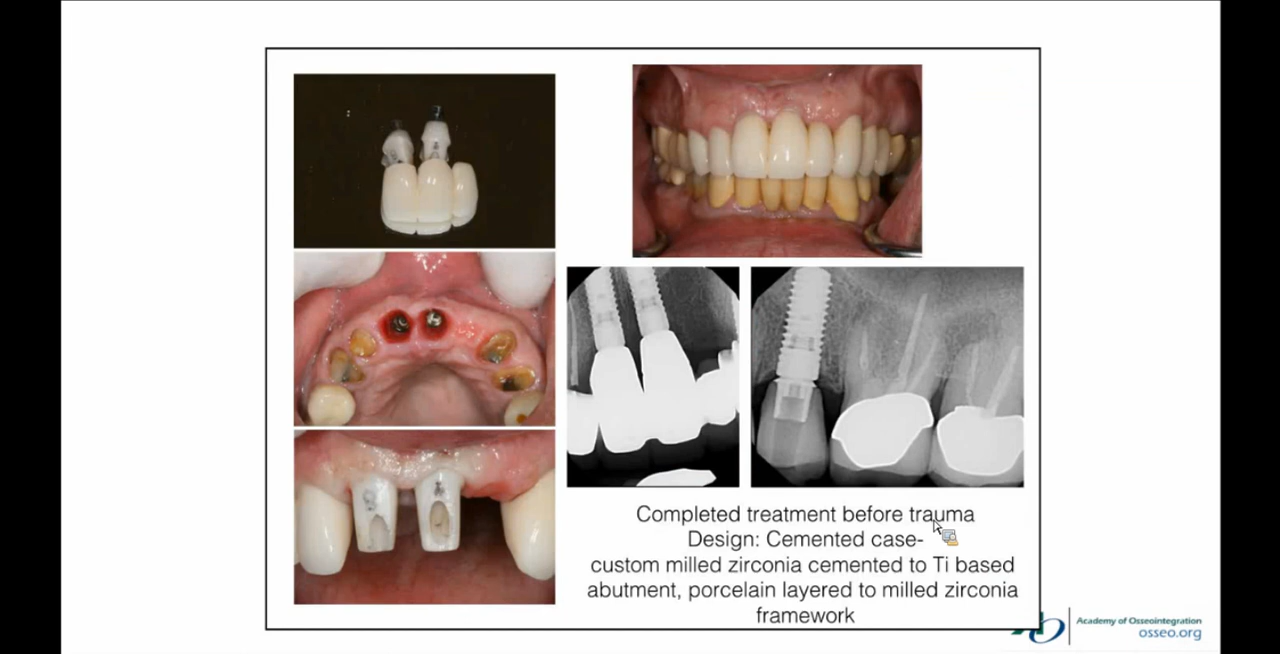 Completed treatment before trauma
Design: Cemented case-
custom milled zirconia cemented to Ti based
abutment, porcelain layered to milled zirconia
framework
Academy of Osseointegration
osseo.org